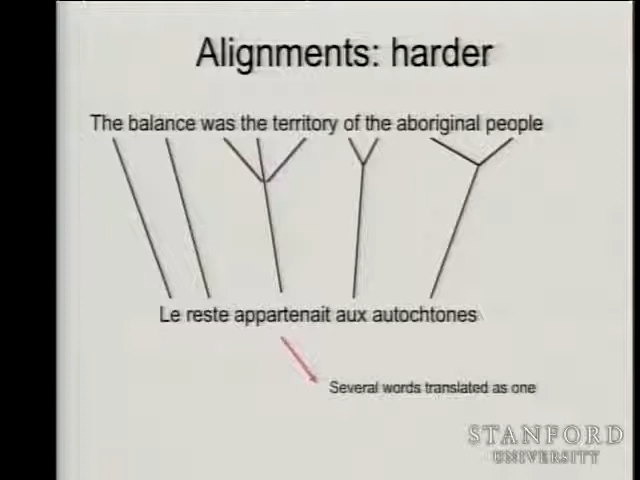 Alignments: harder
The balance was the territory of the aboriginal people
Le reste appartenait aux autochtones
Several words translated as one
STANFORD
UNIVERSITY